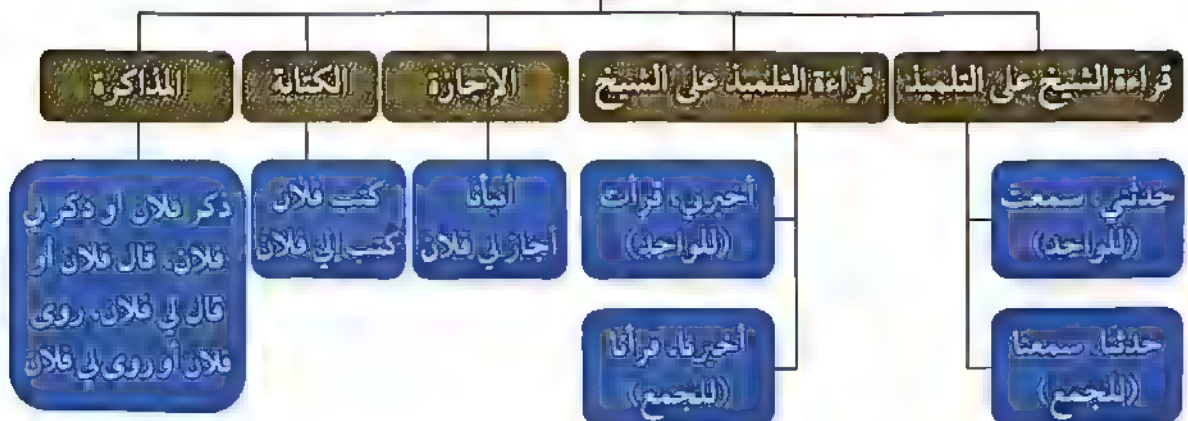 قراءة الشيخ على التلميذ
قراءة التلميذ على الشيخ
الإجازة
الكتابة
المذاكرة
حدثني، سمعت
((للواحد))
حدثنا، سمعنا
((للجمع))
أخبرني، قرأت
((للواحد))
أخبرنا، قرأنا
((للجمع))
أنبأنا
أجاز لي فلان
كتب فلان
كتب إلي فلان
ذكر فلان أو ذكر لي
فلان، قال فلان أو
قال لي فلان، روى
فلان أو روى لي فلان